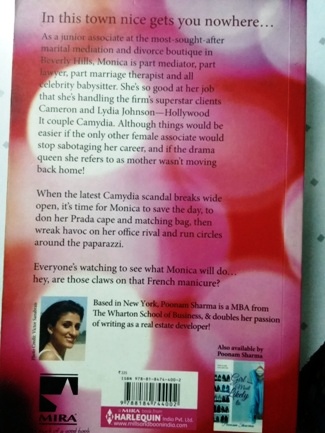 In this town nice gets you nowhere…
As a junior associate at the most-sought-after
marital mediation and divorce boutique in
Beverly Hills, Monica is part mediator, part
lawyer, part marriage therapist and all
celebrity babysitter. She's so good at her job
that she's handling the firm's superstar clients
Cameron and Lydia Johnson—Hollywood
It couple Camydia. Although things would be
easier if the only other female associate would
stop sabotaging her career, and if the drama
queen she refers to as mother wasn't moving
back home!
When the latest Camydia scandal breaks wide
open, it's time for Monica to save the day, to
don her Prada cape and matching bag, then
wreak havoc on her office rival and run circles
around the paparazzi.
Everyone's watching to see what Monica will do…
hey, are those claws on that French manicure?
Based in New York, Poonam Sharma is a MBA from
The Wharton School of Business, & doubles her passion
of writing as a real estate developer!
Also available by
Poonam Sharma
Girl
Most
Likely
MIRA
HARLEQUIN India Pvt. Ltd.
www.millsandboonindia.com
MIRA